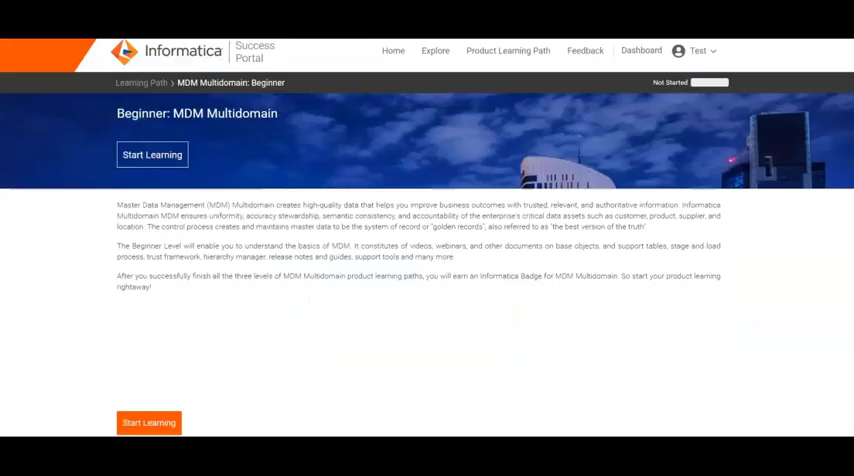 Informatica
Success
Portal
Home Explore Product Learning Path Feedback Dashboard Test
Learning Path › MDM Multidomain: Beginner Not Started
Beginner: MDM Multidomain
Start Learning
Master Data Management (MDM) Multidomain creates high-quality data that helps you improve business outcomes with trusted, relevant, and authoritative information. Informatica
Multidomain MDM ensures uniformity, accuracy stewardship, semantic consistency, and accountability of the enterprise's critical data assets such as customer, product, supplier, and
location. The control process creates and maintains master data to be the system of record or "golden records", also referred to as "the best version of the truth".
The Beginner Level will enable you to understand the basics of MDM. It constitutes of videos, webinars, and other documents on base objects, and support tables, stage and load
process, trust framework, hierarchy manager, release notes and guides, support tools and many more.
After you successfully finish all the three levels of MDM Multidomain product learning paths, you will earn an Informatica Badge for MDM Multidomain. So start your product learning
rightaway!
Start Learning